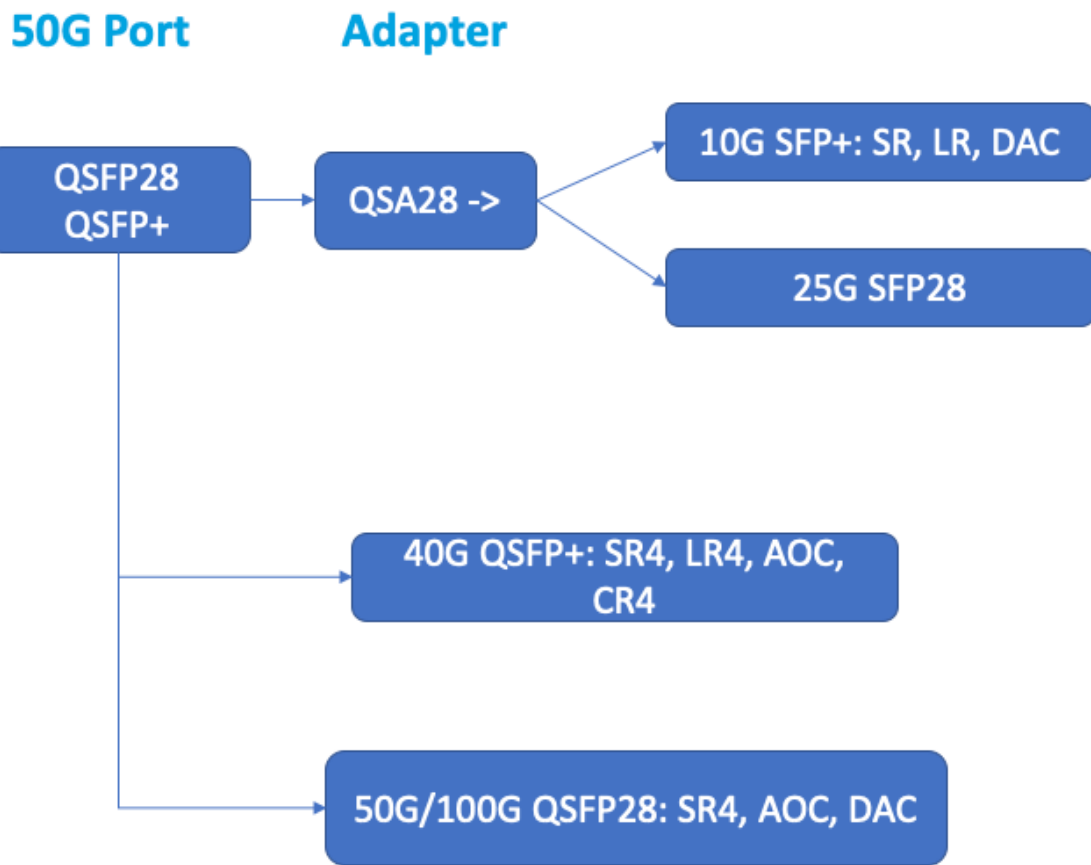 50G Port
Adapter
QSFP28
QSFP+
QSA28 ->
10G SFP+: SR, LR, DAC
25G SFP28
40G QSFP+: SR4, LR4, AOC,
CR4
50G/100G QSFP28: SR4, AOC, DAC